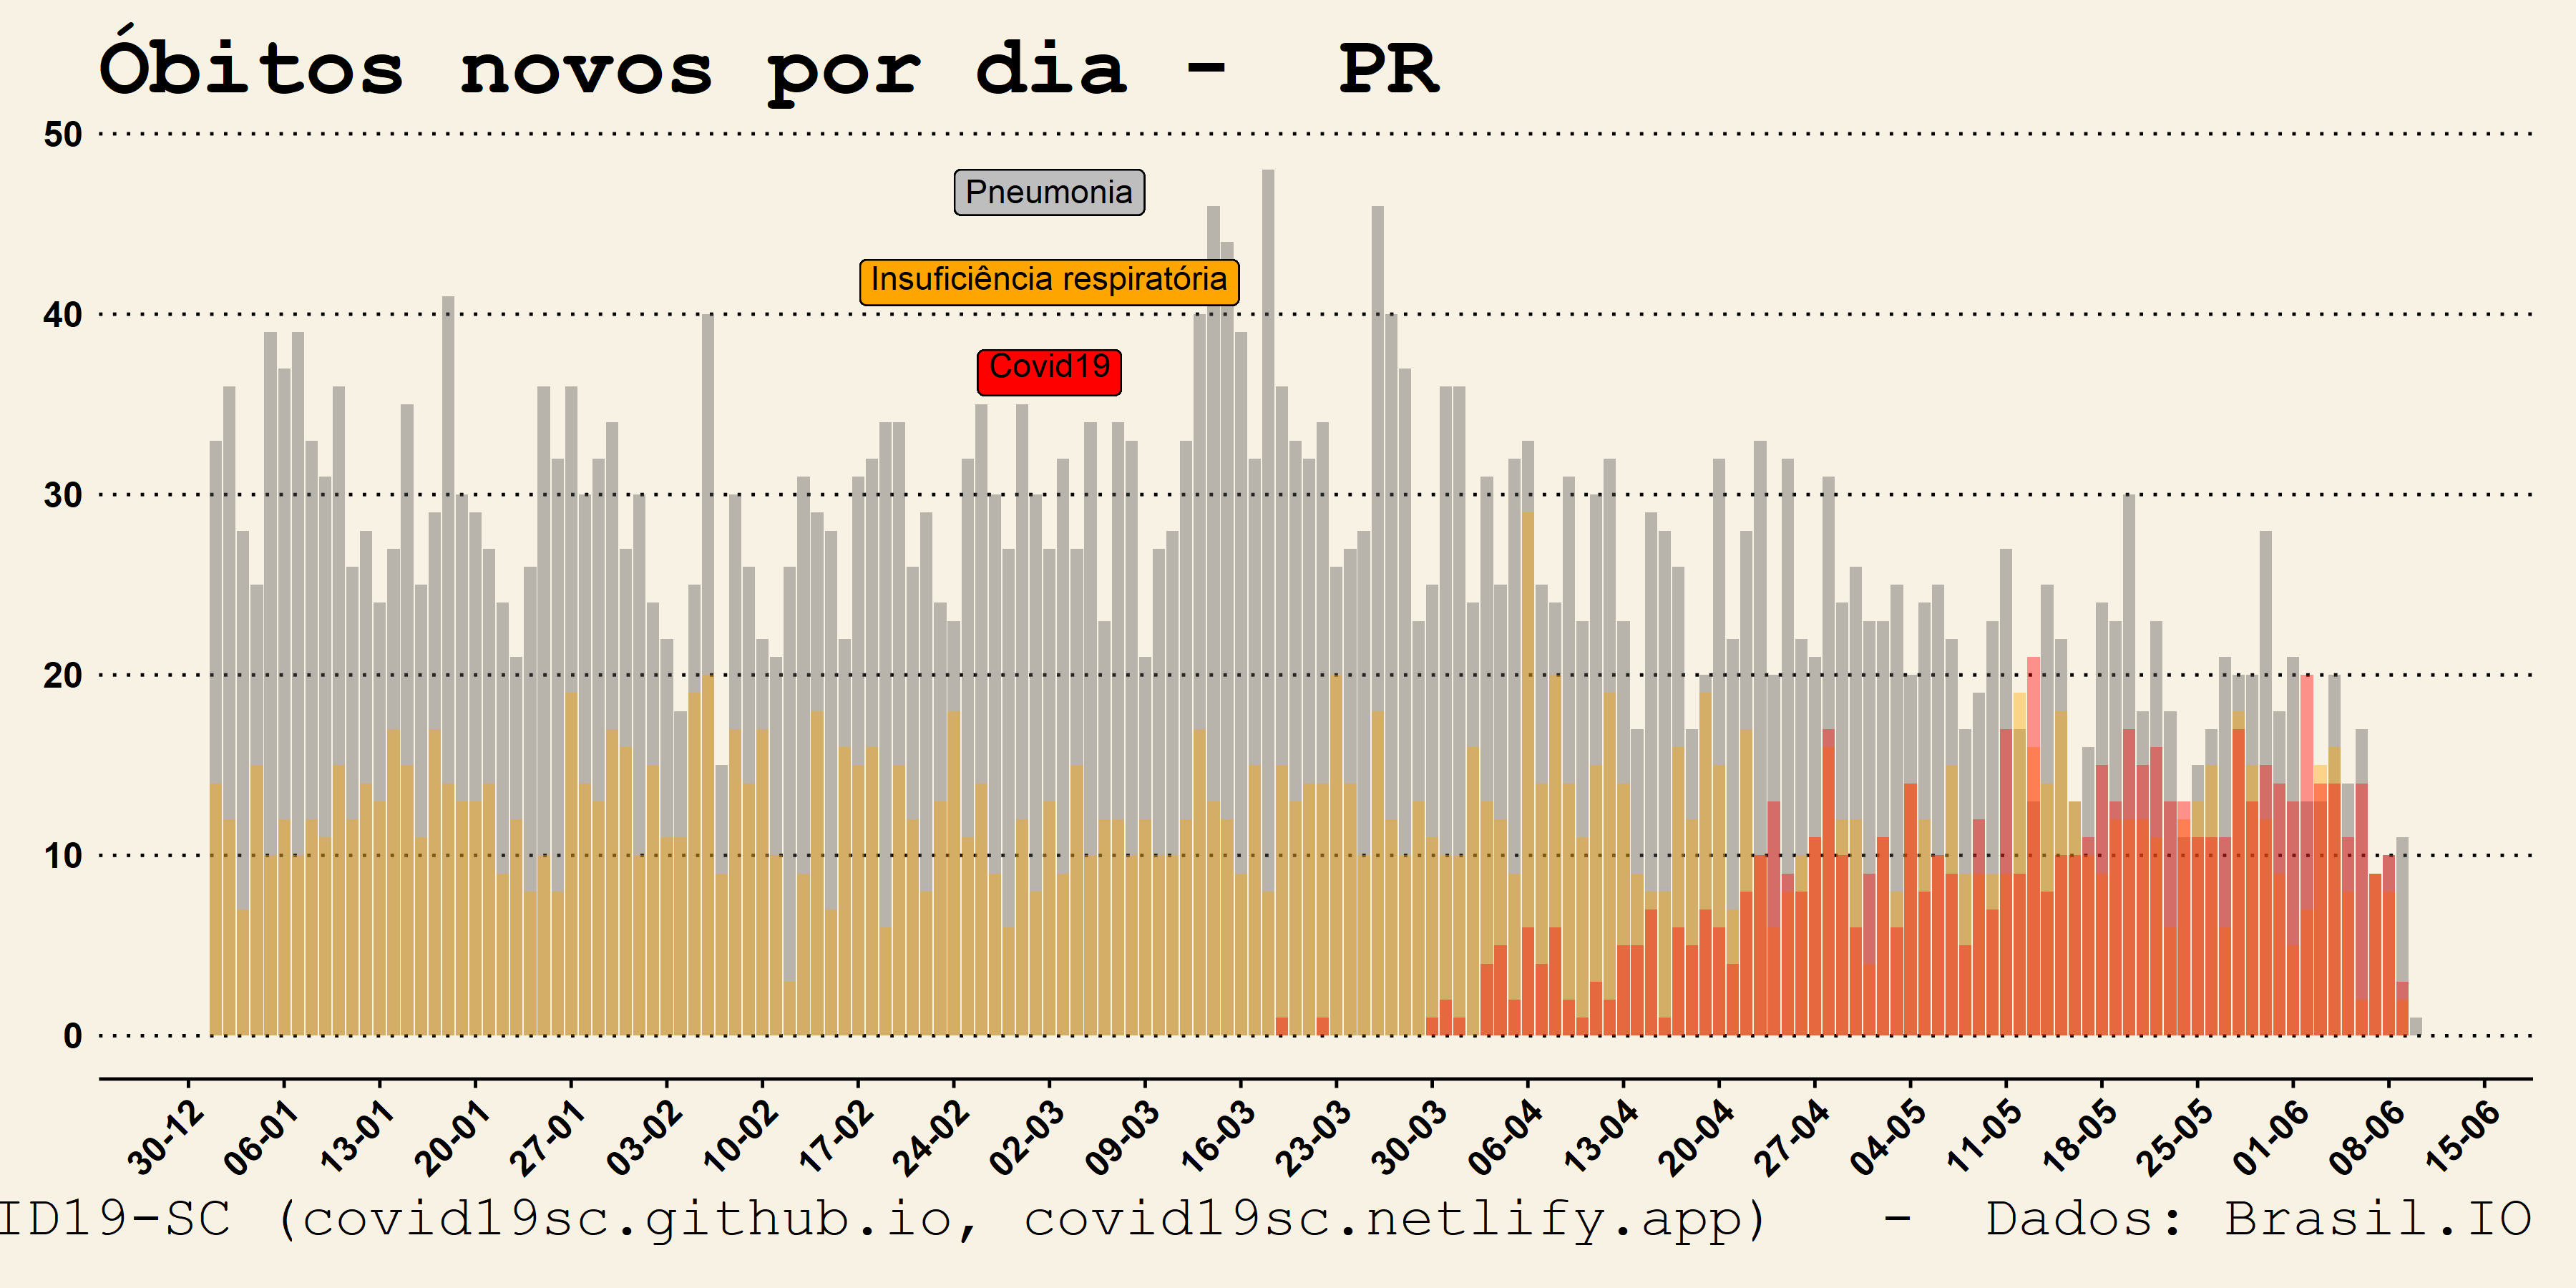 Óbitos novos por dia - PR
50
Pneumonia
Insuficiência respiratória
40
Covid19
30
20
10
0
30-12 06-01 13-01 20-01 27-01 03-02 10-02 17-02 24-02 02-03 09-03 16-03 23-03 30-03 06-04 13-04 20-04 27-04 04-05 11-05 18-05 25-05 01-06 08-06 15-06
ID19-SC (covid19sc.github.io, covid19sc.netlify.app) - Dados: Brasil.IO